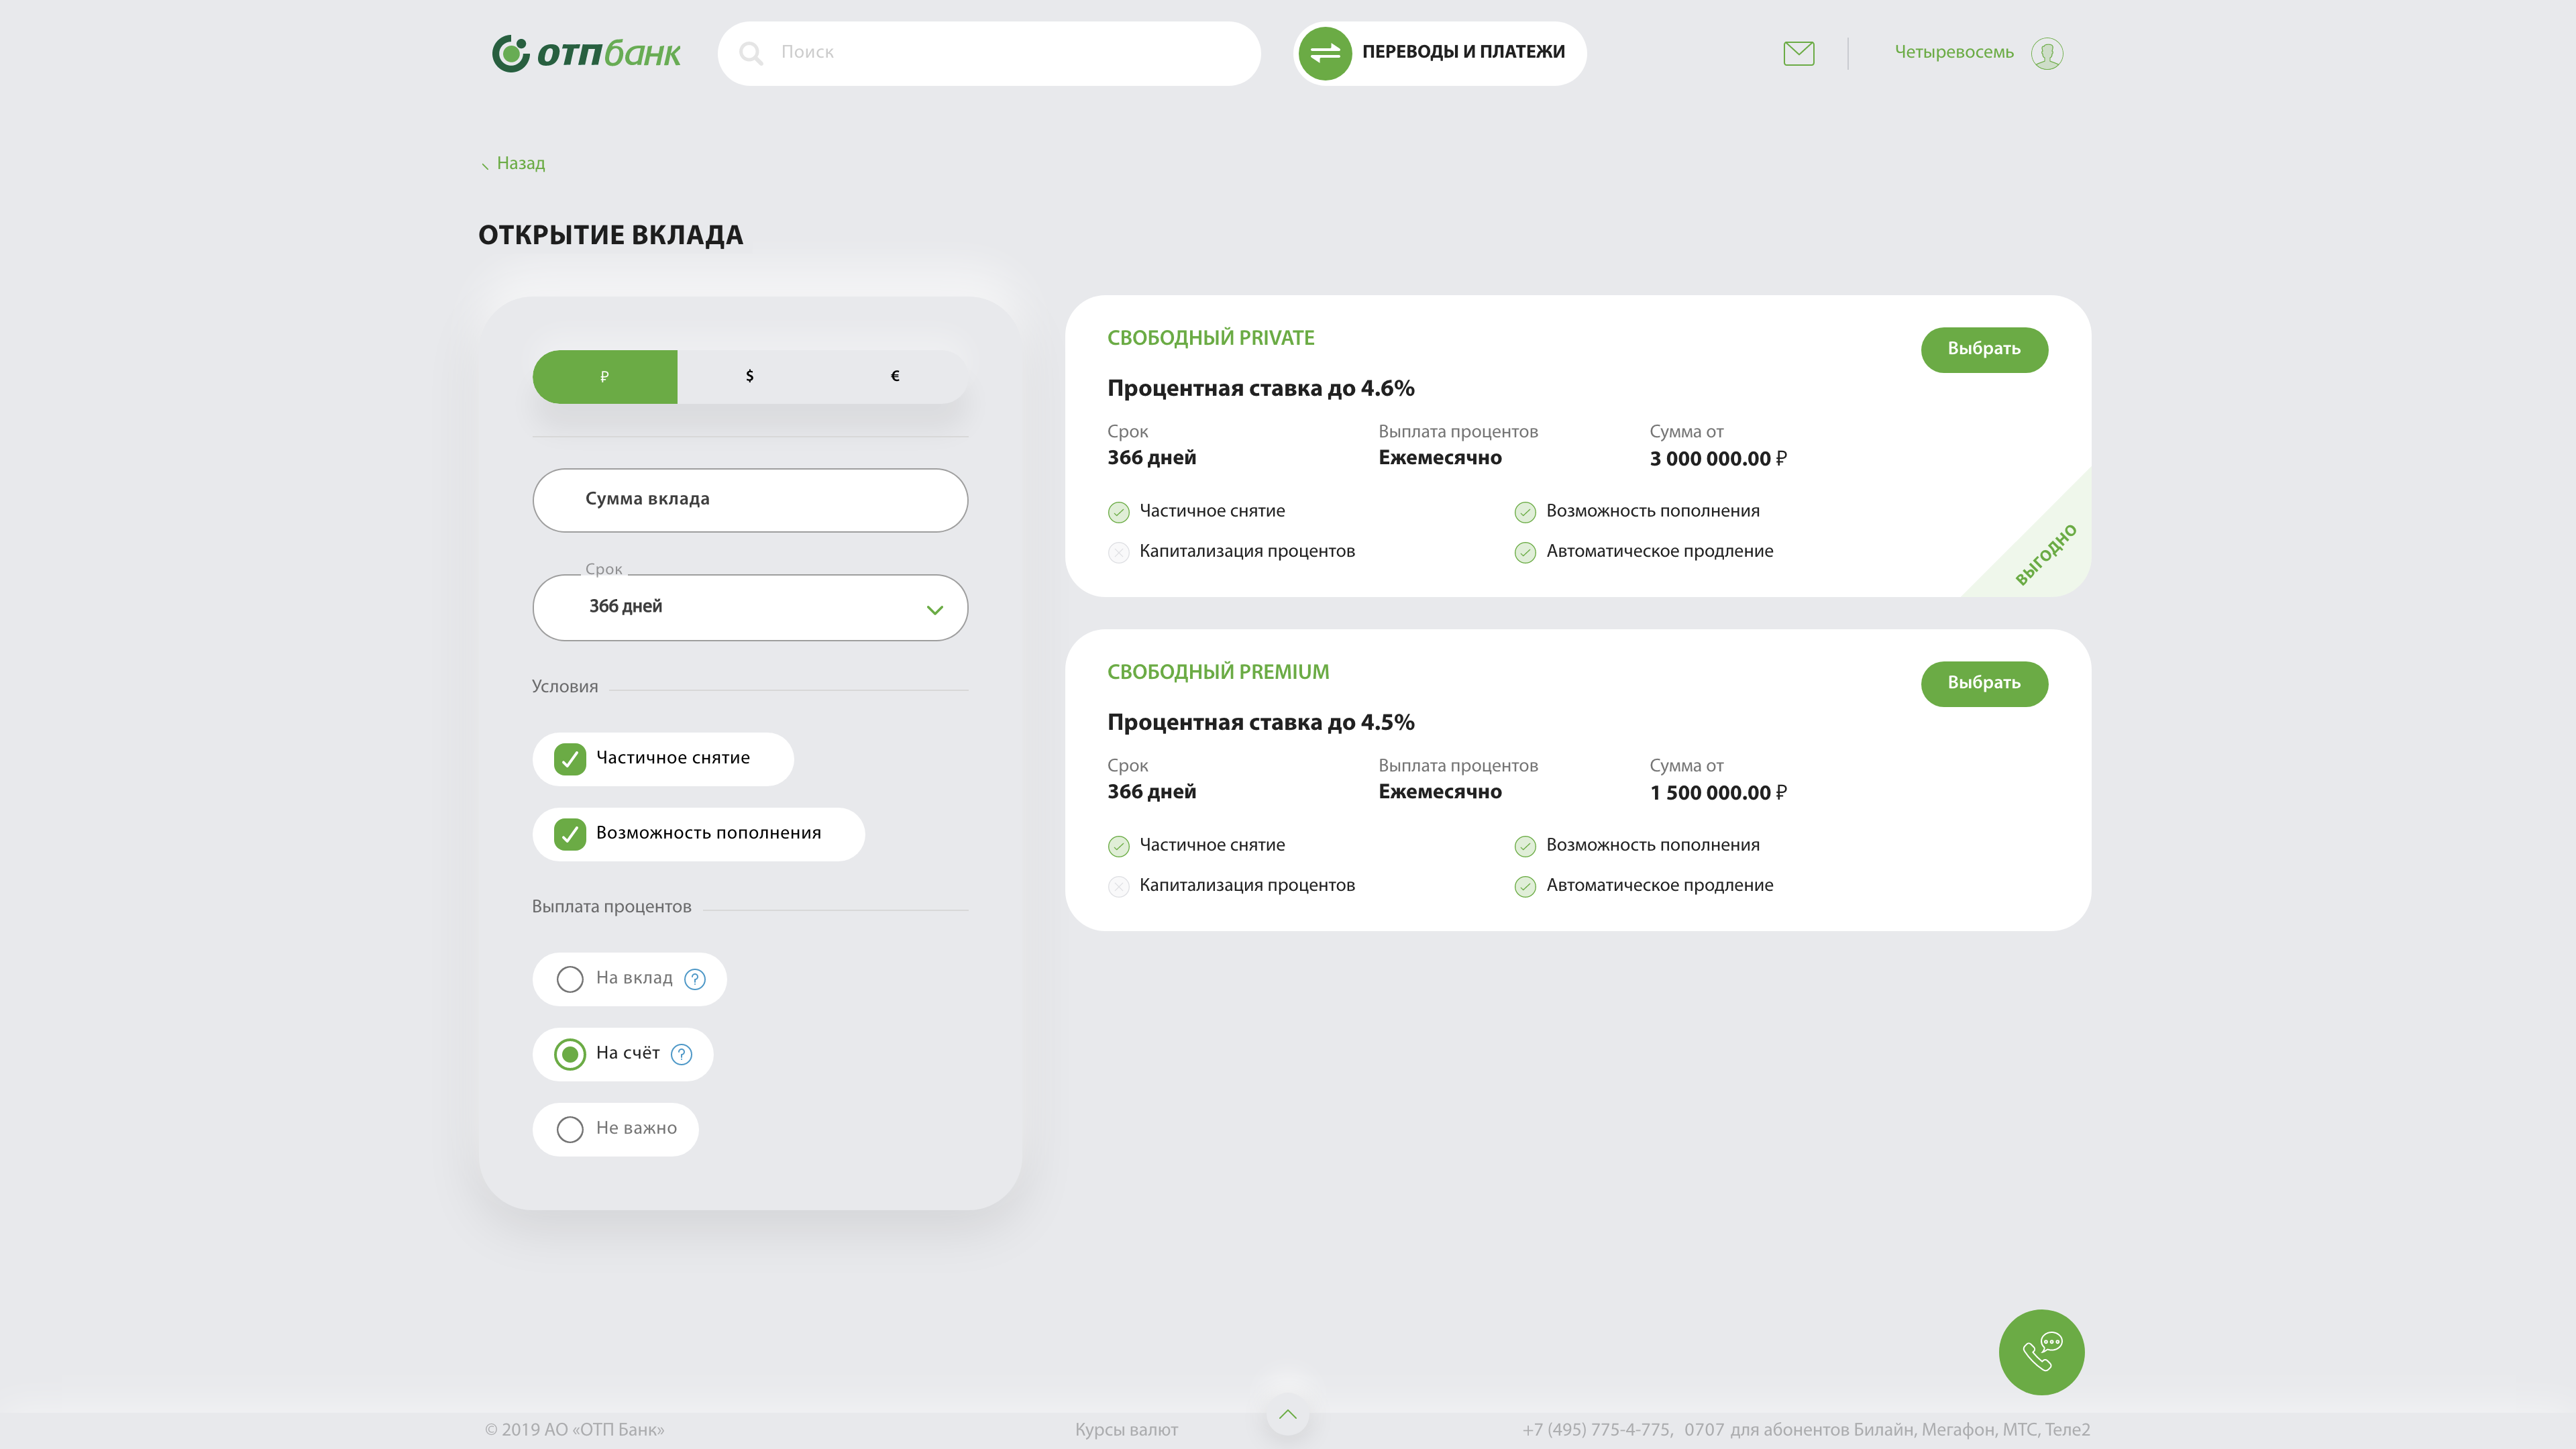 отпбанк
Поиск
ПЕРЕВОДЫ И ПЛАТЕЖИ
Четыревосемь
Назад
ОТКРЫТИЕ ВКЛАДА
₽ $ €
Сумма вклада
Срок
366 дней
Условия
Частичное снятие
Возможность пополнения
Выплата процентов
На вклад ?
На счёт ?
Не важно
СВОБОДНЫЙ PRIVATE
Выбрать
Процентная ставка до 4.6%
Срок Выплата процентов Сумма от
366 дней Ежемесячно 3 000 000.00 ₽
Частичное снятие Возможность пополнения
Капитализация процентов Автоматическое продление
ВЫГОДНО
СВОБОДНЫЙ PREMIUM
Выбрать
Процентная ставка до 4.5%
Срок Выплата процентов Сумма от
366 дней Ежемесячно 1 500 000.00 ₽
Частичное снятие Возможность пополнения
Капитализация процентов Автоматическое продление
© 2019 АО «ОТП Банк» Курсы валют +7 (495) 775-4-775, 0707 для абонентов Билайн, Мегафон, МТС, Теле2